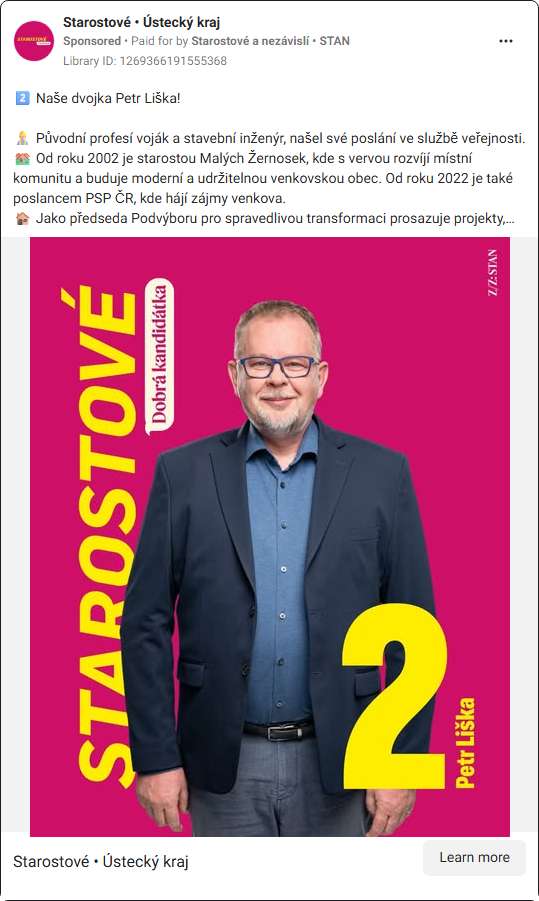 Starostové • Ústecký kraj
Sponsored • Paid for by Starostové a nezávislí • STAN
Library ID: 1269366191555368
2 Naše dvojka Petr Liška!
Původní profesí voják a stavební inženýr, našel své poslání ve službě veřejnosti.
Od roku 2002 je starostou Malých Žernosek, kde s vervou rozvíjí místní
komunitu a buduje moderní a udržitelnou venkovskou obec. Od roku 2022 je také
poslancem PSP ČR, kde hájí zájmy venkova.
Jako předseda Podvýboru pro spravedlivou transformaci prosazuje projekty,...
STAROSTOVÉ
Dobrá kandidátka
Z/Z: STAN
2
Petr Liška
Starostové • Ústecký kraj
Learn more